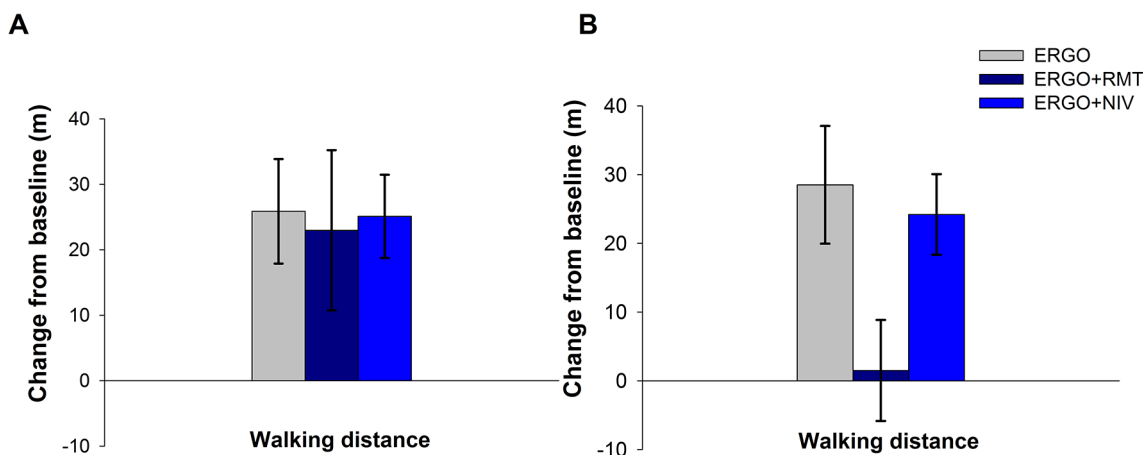 A
Change from baseline (m)
40
30
20
10
0
-10
Walking distance
B
ERGO
ERGO+RMT
ERGO+NIV
Change from baseline (m)
40
30
20
10
0
-10
Walking distance